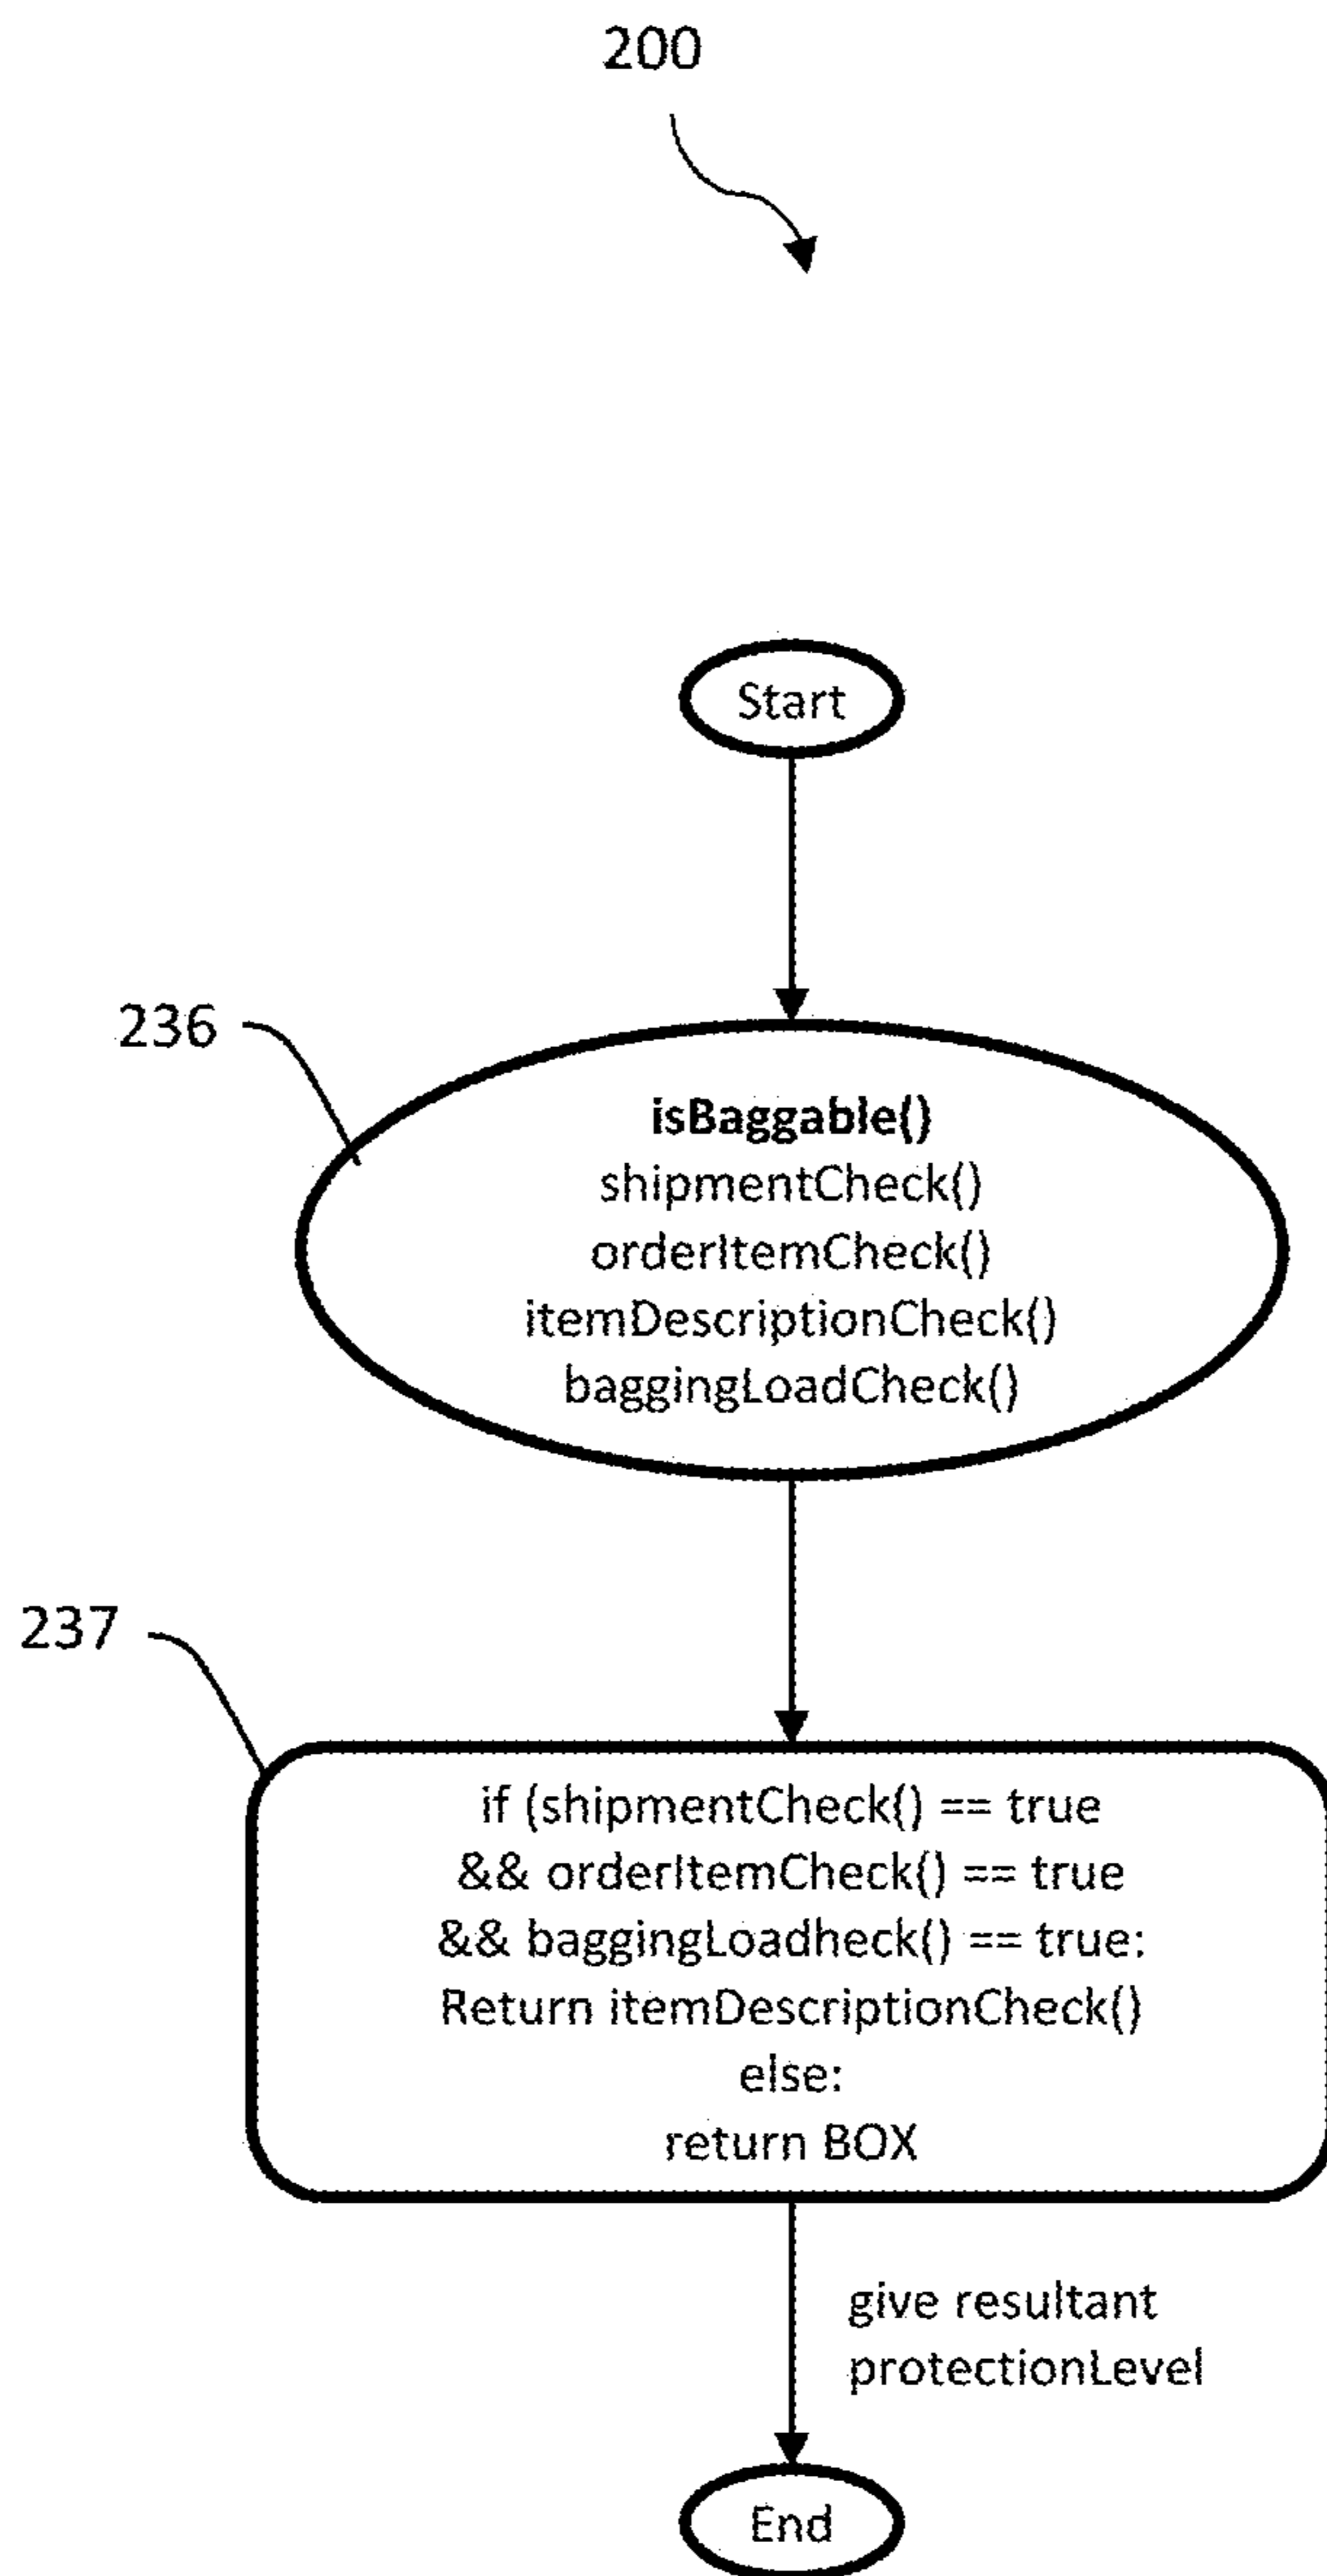 200
Start
236
isBaggable()
shipmentCheck()
orderItemCheck()
itemDescriptionCheck()
baggingLoadCheck()
237
if (shipmentCheck() == true
&& orderItemCheck() == true
&& baggingLoadheck() == true:
Return itemDescriptionCheck()
else:
return BOX
give resultant
protectionLevel
End